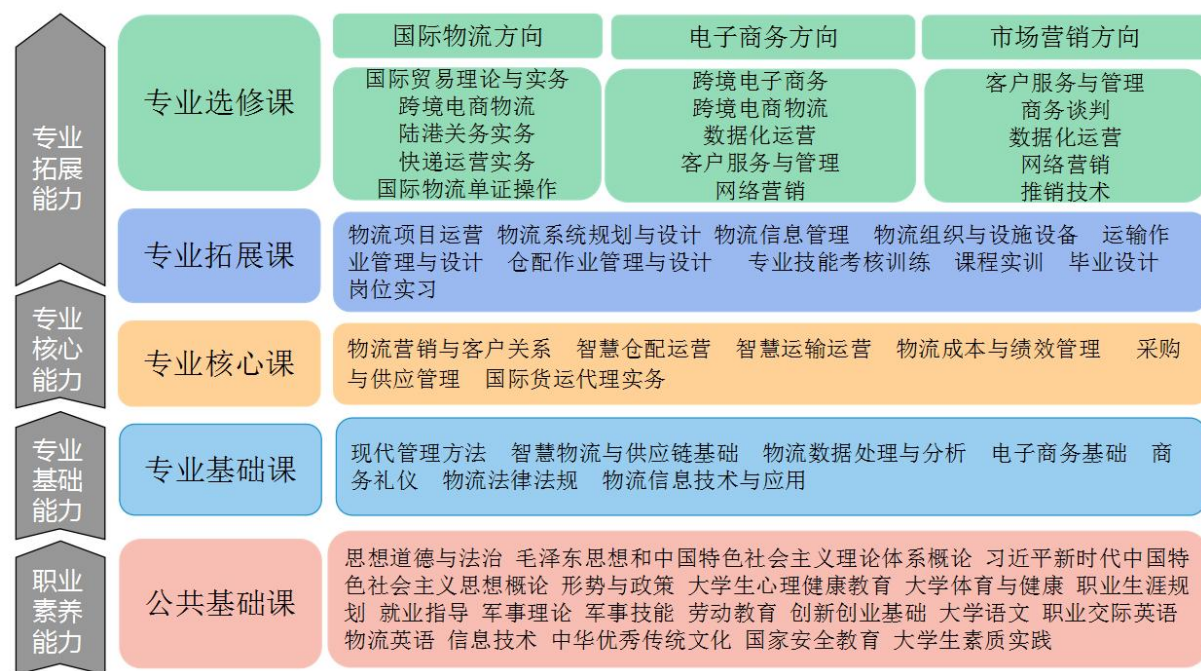 专业
拓展
能力
专业选修课
国际物流方向
国际贸易理论与实务
跨境电商物流
陆港关务实务
快递运营实务
国际物流单证操作
电子商务方向
跨境电子商务
跨境电商物流
数据化运营
客户服务与管理
网络营销
市场营销方向
客户服务与管理
商务谈判
数据化运营
网络营销
推销技术
专业拓展课
物流项目运营 物流系统规划与设计 物流信息管理 物流组织与设施设备 运输作
业管理与设计 仓配作业管理与设计 专业技能考核训练 课程实训 毕业设计
岗位实习
专业
核心
能力
专业核心课
物流营销与客户关系 智慧仓配运营 智慧运输运营 物流成本与绩效管理 采购
与供应管理 国际货运代理实务
专业
基础
能力
专业基础课
现代管理方法 智慧物流与供应链基础 物流数据处理与分析 电子商务基础 商
务礼仪 物流法律法规 物流信息技术与应用
职业
素养
能力
公共基础课
思想道德与法治 毛泽东思想和中国特色社会主义理论体系概论 习近平新时代中国特
色社会主义思想概论 形势与政策 大学生心理健康教育 大学体育与健康 职业生涯规
划 就业指导 军事理论 军事技能 劳动教育 创新创业基础 大学语文 职业交际英语
物流英语 信息技术 中华优秀传统文化 国家安全教育 大学生素质实践